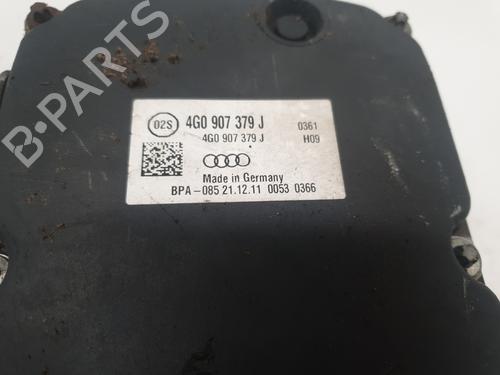 02S 4G0 907 379 J 0361
4G0 907 379 J H09
Made in Germany
BPA-085 21.12.11 0053 0366
B-PARTS